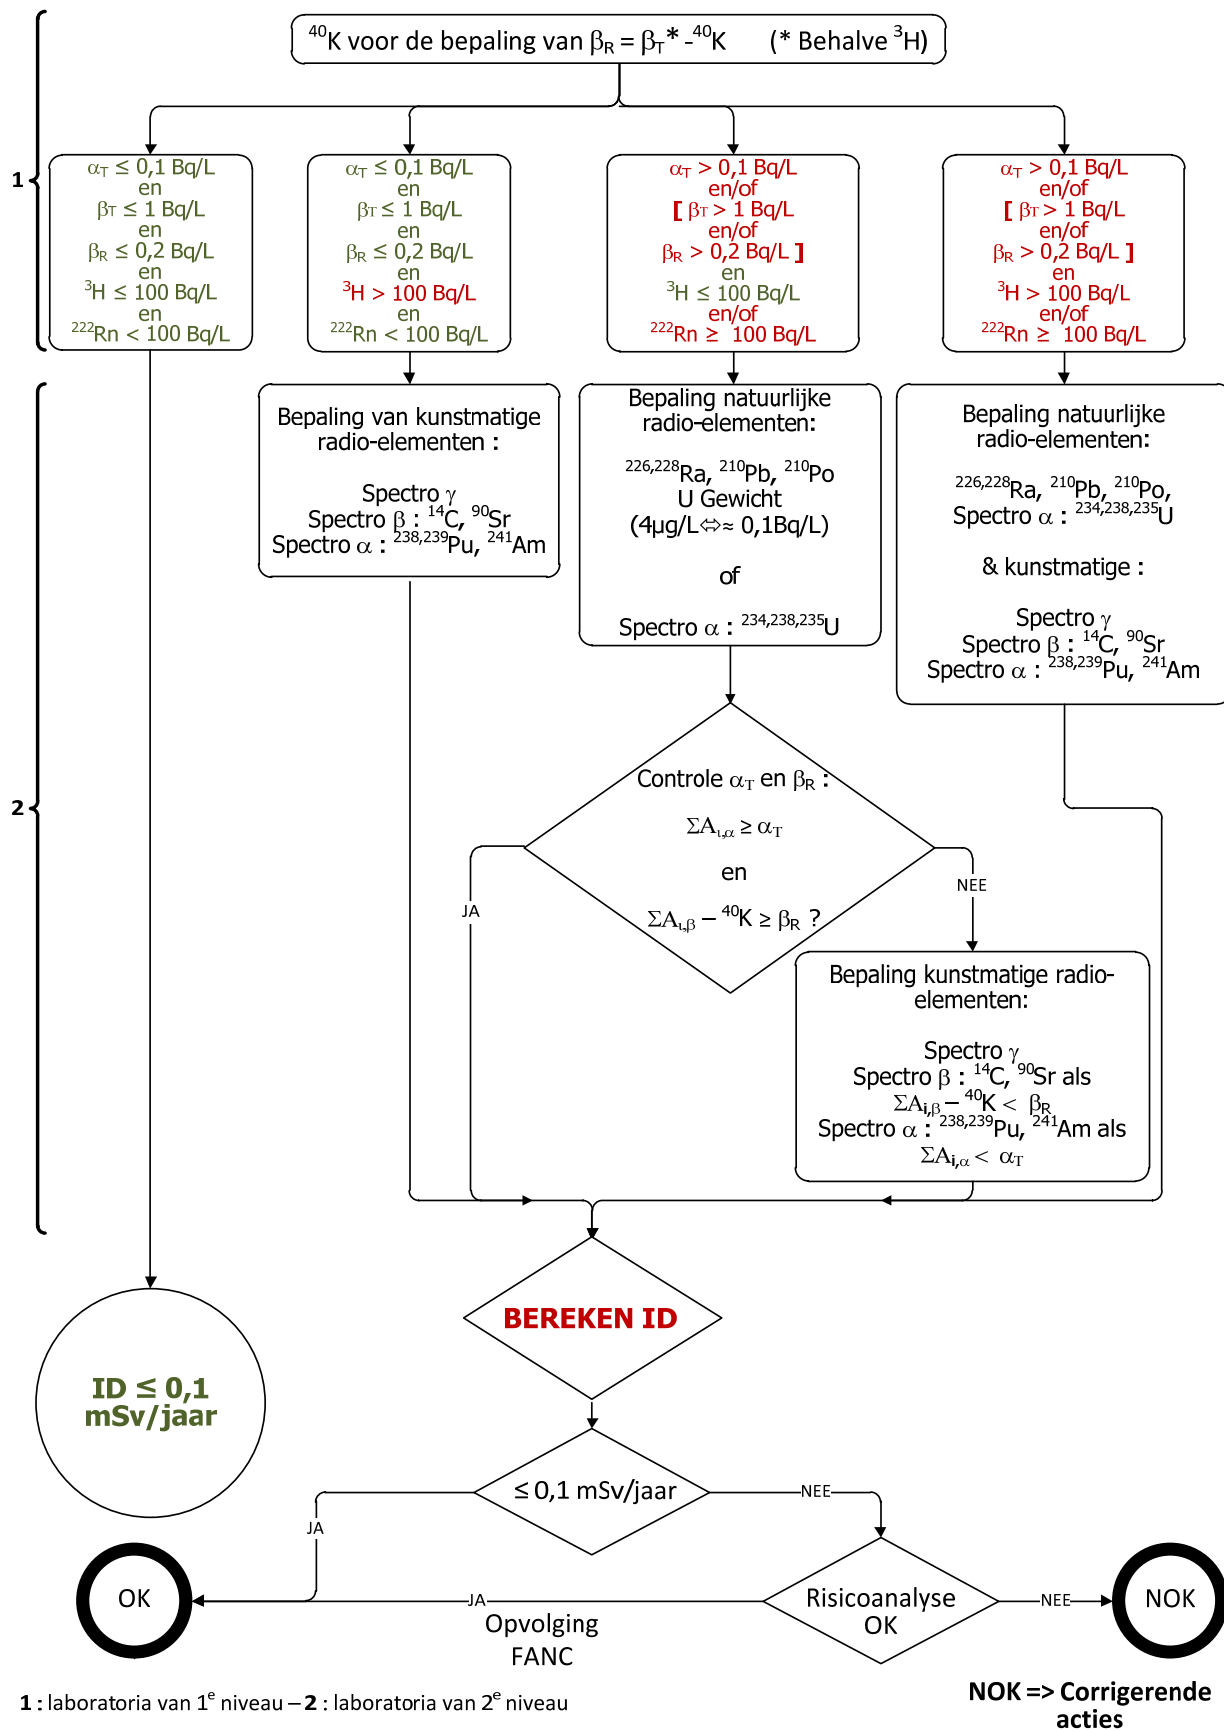 ⁴⁰K voor de bepaling van βR = βT* -⁴⁰K (* Behalve ³H)
1
αT ≤ 0,1 Bq/L
en
βT ≤ 1 Bq/L
en
βR ≤ 0,2 Bq/L
en
³H ≤ 100 Bq/L
en
²²²Rn < 100 Bq/L
αT ≤ 0,1 Bq/L
en
βT ≤ 1 Bq/L
en
βR ≤ 0,2 Bq/L
en
³H > 100 Bq/L
en
²²²Rn < 100 Bq/L
αT > 0,1 Bq/L
en/of
[ βT > 1 Bq/L
en/of
βR > 0,2 Bq/L ]
en
³H ≤ 100 Bq/L
en/of
²²²Rn ≥ 100 Bq/L
αT > 0,1 Bq/L
en/of
[ βT > 1 Bq/L
en/of
βR > 0,2 Bq/L ]
en
³H > 100 Bq/L
en/of
²²²Rn ≥ 100 Bq/L
2
Bepaling van kunstmatige
radio-elementen :
Spectro γ
Spectro β : ¹⁴C, ⁹⁰Sr
Spectro α : ²³⁸,²³⁹Pu, ²⁴¹Am
Bepaling natuurlijke
radio-elementen:
²²⁶,²²⁸Ra, ²¹⁰Pb, ²¹⁰Po
U Gewicht
(4µg/L⇔≈ 0,1Bq/L)
of
Spectro α : ²³⁴,²³⁸,²³⁵U
Bepaling natuurlijke
radio-elementen:
²²⁶,²²⁸Ra, ²¹⁰Pb, ²¹⁰Po,
Spectro α : ²³⁴,²³⁸,²³⁵U
& kunstmatige :
Spectro γ
Spectro β : ¹⁴C, ⁹⁰Sr
Spectro α : ²³⁸,²³⁹Pu, ²⁴¹Am
Controle αT en βR :
ΣAι,α ≥ αT
en
ΣAι,β – ⁴⁰K ≥ βR ?
JA
NEE
Bepaling kunstmatige radio-
elementen:
Spectro γ
Spectro β : ¹⁴C, ⁹⁰Sr als
ΣAi,β – ⁴⁰K < βR
Spectro α : ²³⁸,²³⁹Pu, ²⁴¹Am als
ΣAi,α < αT
BEREKEN ID
ID ≤ 0,1
mSv/jaar
≤ 0,1 mSv/jaar
JA
NEE
OK
JA
Opvolging
FANC
Risicoanalyse
OK
NEE
NOK
1 : laboratoria van 1ᵉ niveau – 2 : laboratoria van 2ᵉ niveau
NOK => Corrigerende
acties